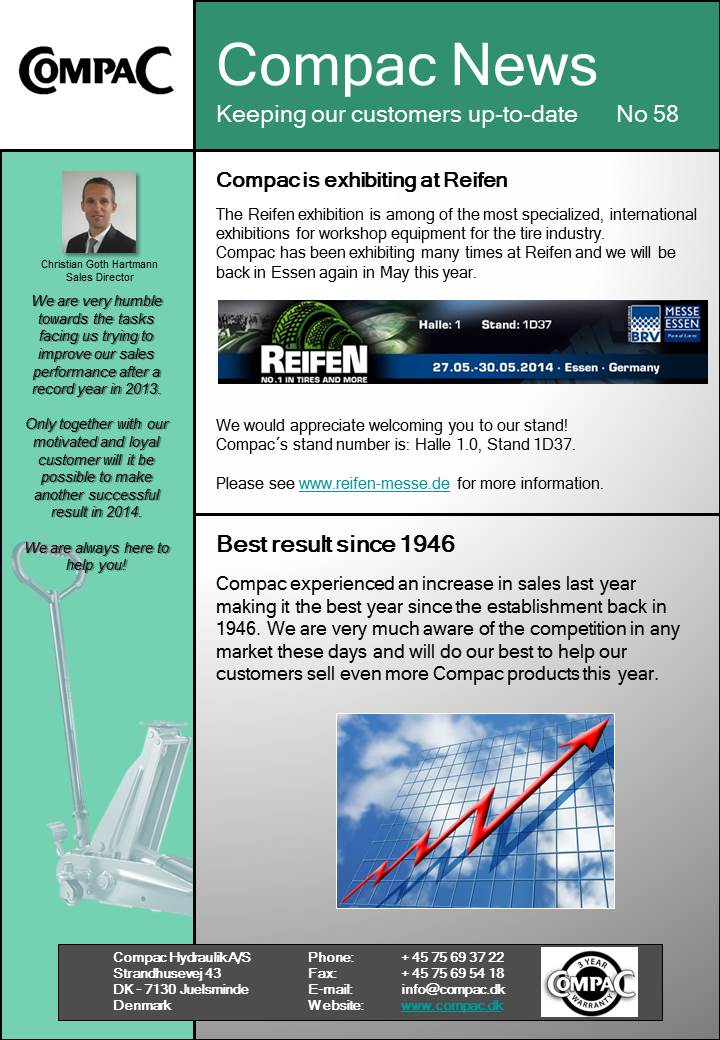 COMPAC
Compac News
Keeping our customers up-to-date No 58
Christian Goth Hartmann
Sales Director
We are very humble
towards the tasks
facing us trying to
improve our sales
performance after a
record year in 2013.
Only together with our
motivated and loyal
customer will it be
possible to make
another successful
result in 2014.
We are always here to
help you!
Compac is exhibiting at Reifen
The Reifen exhibition is among of the most specialized, international
exhibitions for workshop equipment for the tire industry.
Compac has been exhibiting many times at Reifen and we will be
back in Essen again in May this year.
REIFEN
NO.1 IN TIRES AND MORE
Halle: 1 Stand: 1D37
BRV
MESSE
ESSEN
Place of Events
27.05.-30.05.2014 · Essen · Germany
We would appreciate welcoming you to our stand!
Compac´s stand number is: Halle 1.0, Stand 1D37.
Please see www.reifen-messe.de for more information.
Best result since 1946
Compac experienced an increase in sales last year
making it the best year since the establishment back in
1946. We are very much aware of the competition in any
market these days and will do our best to help our
customers sell even more Compac products this year.
Compac Hydraulik A/S Phone: + 45 75 69 37 22
Strandhusevej 43 Fax: + 45 75 69 54 18
DK - 7130 Juelsminde E-mail: info@compac.dk
Denmark Website: www.compac.dk
3 YEAR
COMPAC
WARRANTY